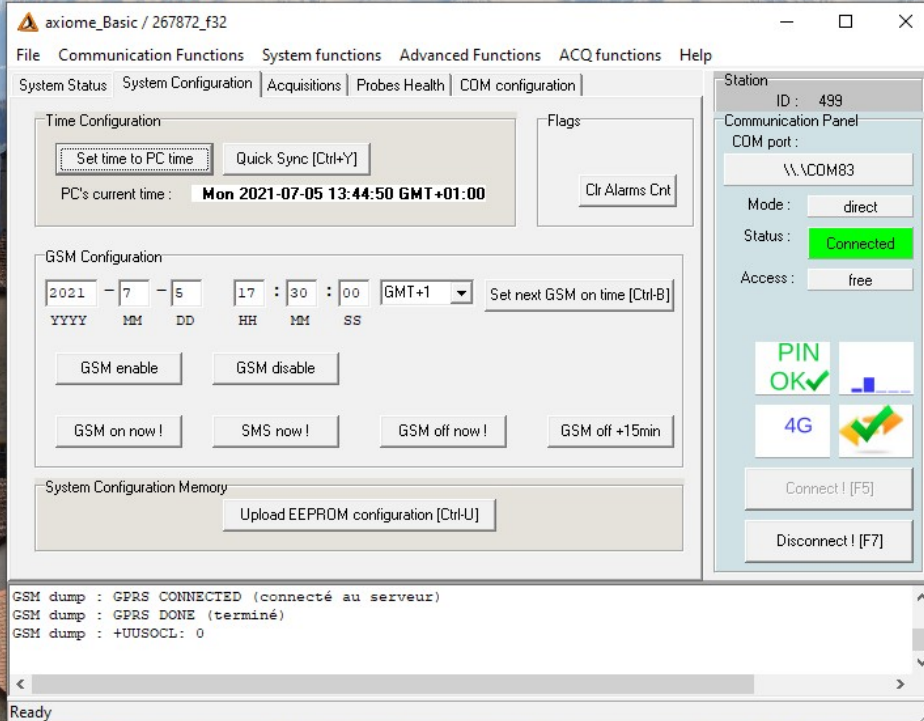 axiome_Basic / 267872_f32
File Communication Functions System functions Advanced Functions ACQ functions Help
System Status System Configuration Acquisitions Probes Health COM configuration
Time Configuration
Set time to PC time Quick Sync [Ctrl+Y]
PC's current time : Mon 2021-07-05 13:44:50 GMT+01:00
Flags
Clr Alarms Cnt
GSM Configuration
2021 - 7 - 5 17 : 30 : 00 GMT+1 Set next GSM on time [Ctrl-B]
YYYY MM DD HH MM SS
GSM enable GSM disable
GSM on now ! SMS now ! GSM off now ! GSM off +15min
System Configuration Memory
Upload EEPROM configuration [Ctrl-U]
Station
ID : 499
Communication Panel
COM port :
\\.\COM83
Mode : direct
Status : Connected
Access : free
PIN
OK
4G
Connect ! [F5]
Disconnect ! [F7]
GSM dump : GPRS CONNECTED (connecté au serveur)
GSM dump : GPRS DONE (terminé)
GSM dump : +UUSOCL: 0
Ready